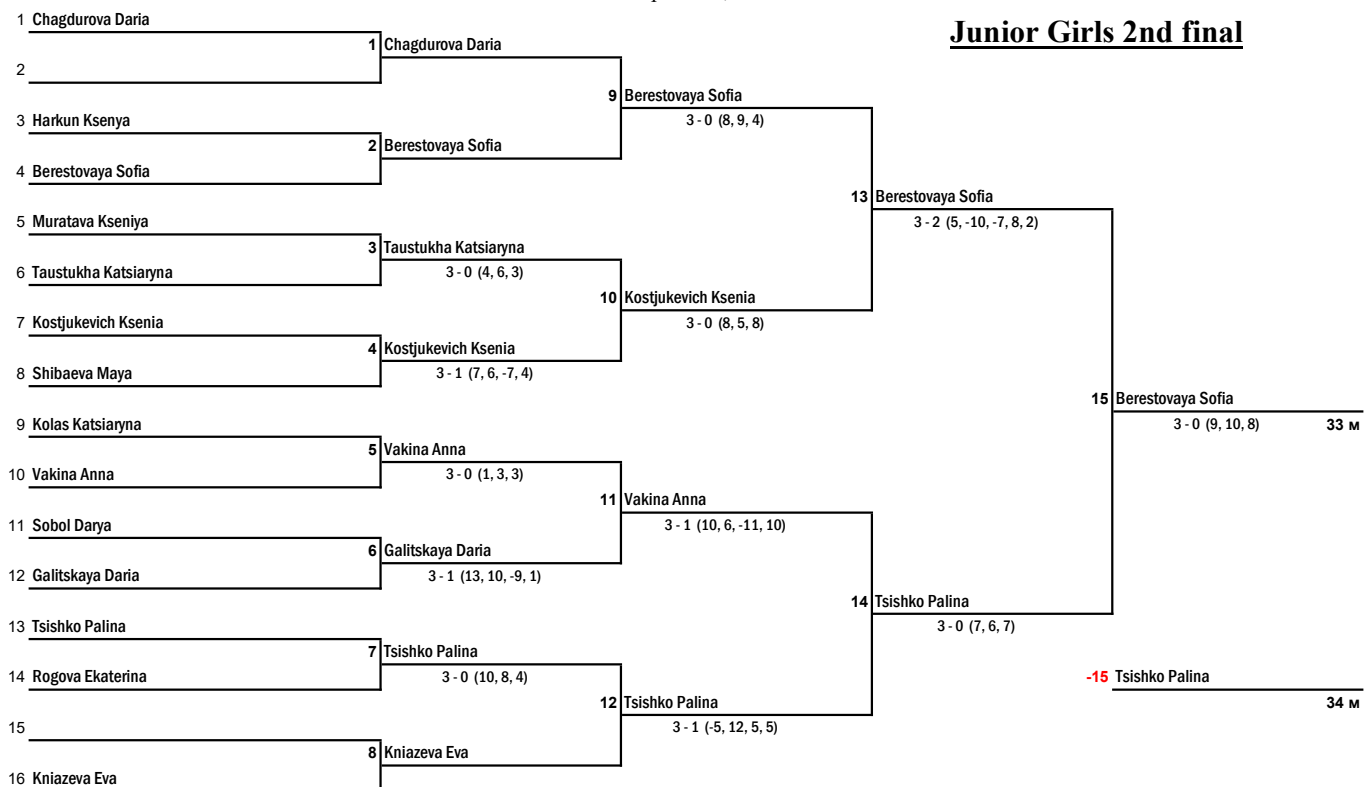 Junior Girls 2nd final
1 Chagdurova Daria
1 Chagdurova Daria
2
9 Berestovaya Sofia
3 - 0 (8, 9, 4)
3 Harkun Ksenya
2 Berestovaya Sofia
4 Berestovaya Sofia
13 Berestovaya Sofia
3 - 2 (5, -10, -7, 8, 2)
5 Muratava Kseniya
3 Taustukha Katsiaryna
3 - 0 (4, 6, 3)
6 Taustukha Katsiaryna
10 Kostjukevich Ksenia
3 - 0 (8, 5, 8)
7 Kostjukevich Ksenia
4 Kostjukevich Ksenia
3 - 1 (7, 6, -7, 4)
8 Shibaeva Maya
15 Berestovaya Sofia
3 - 0 (9, 10, 8) 33 м
9 Kolas Katsiaryna
5 Vakina Anna
3 - 0 (1, 3, 3)
10 Vakina Anna
11 Vakina Anna
3 - 1 (10, 6, -11, 10)
11 Sobol Darya
6 Galitskaya Daria
3 - 1 (13, 10, -9, 1)
12 Galitskaya Daria
14 Tsishko Palina
3 - 0 (7, 6, 7)
13 Tsishko Palina
7 Tsishko Palina
3 - 0 (10, 8, 4)
14 Rogova Ekaterina
-15 Tsishko Palina
34 м
12 Tsishko Palina
3 - 1 (-5, 12, 5, 5)
15
8 Kniazeva Eva
16 Kniazeva Eva